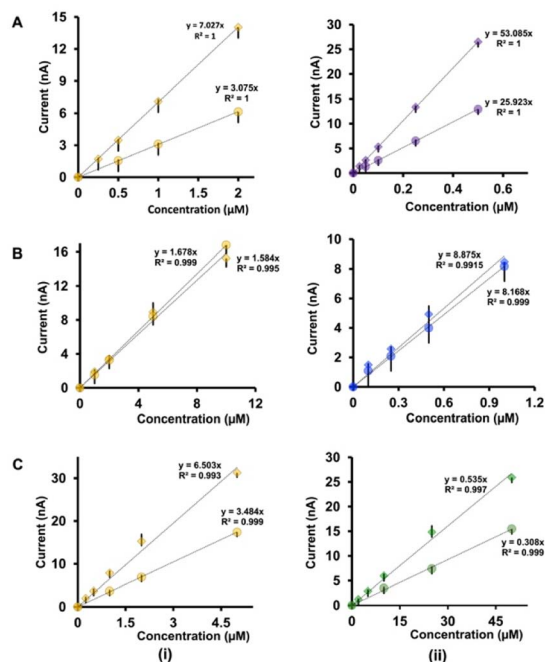 A
Current (nA)
15
12
9
6
3
0
y = 7.027x
R² = 1
y = 3.075x
R² = 1
0
0.5
1
1.5
2
Concentration (µM)
Current (nA)
30
25
20
15
10
5
0
y = 53.085x
R² = 1
y = 25.923x
R² = 1
0
0.2
0.4
0.6
Concentration (µM)
B
Current (nA)
16
12
8
4
0
y = 1.678x
R² = 0.999
y = 1.584x
R² = 0.995
0
4
8
12
Concentration (µM)
Current (nA)
10
8
6
4
2
0
y = 8.875x
R² = 0.9915
y = 8.168x
R² = 0.999
0
0.3
0.6
0.9
1.2
Concentration (µM)
C
Current (nA)
30
20
10
0
y = 6.503x
R² = 0.993
y = 3.484x
R² = 0.999
0
1.5
3
4.5
Concentration (µM)
(i)
Current (nA)
30
25
20
15
10
5
0
y = 0.535x
R² = 0.997
y = 0.308x
R² = 0.999
0
15
30
45
Concentration (µM)
(ii)